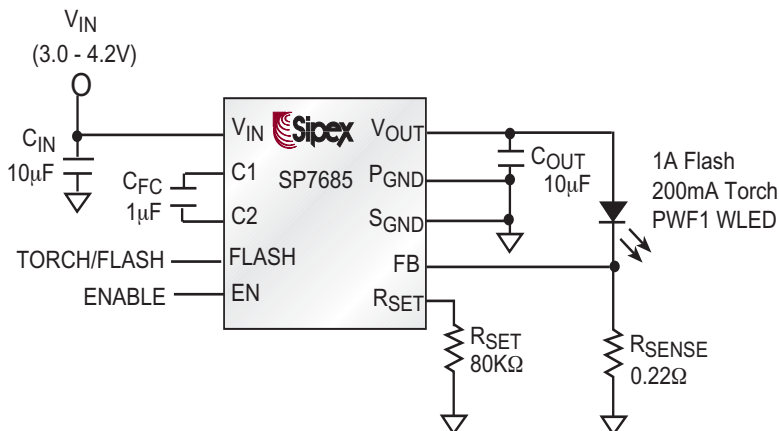 VIN
(3.0 - 4.2V)
CIN
10μF
CFC
1μF
TORCH/FLASH
ENABLE
VIN
Sipex
VOUT
C1
SP7685
PGND
C2
SGND
FLASH
FB
EN
RSET
COUT
10μF
1A Flash
200mA Torch
PWF1 WLED
RSET
80KΩ
RSENSE
0.22Ω